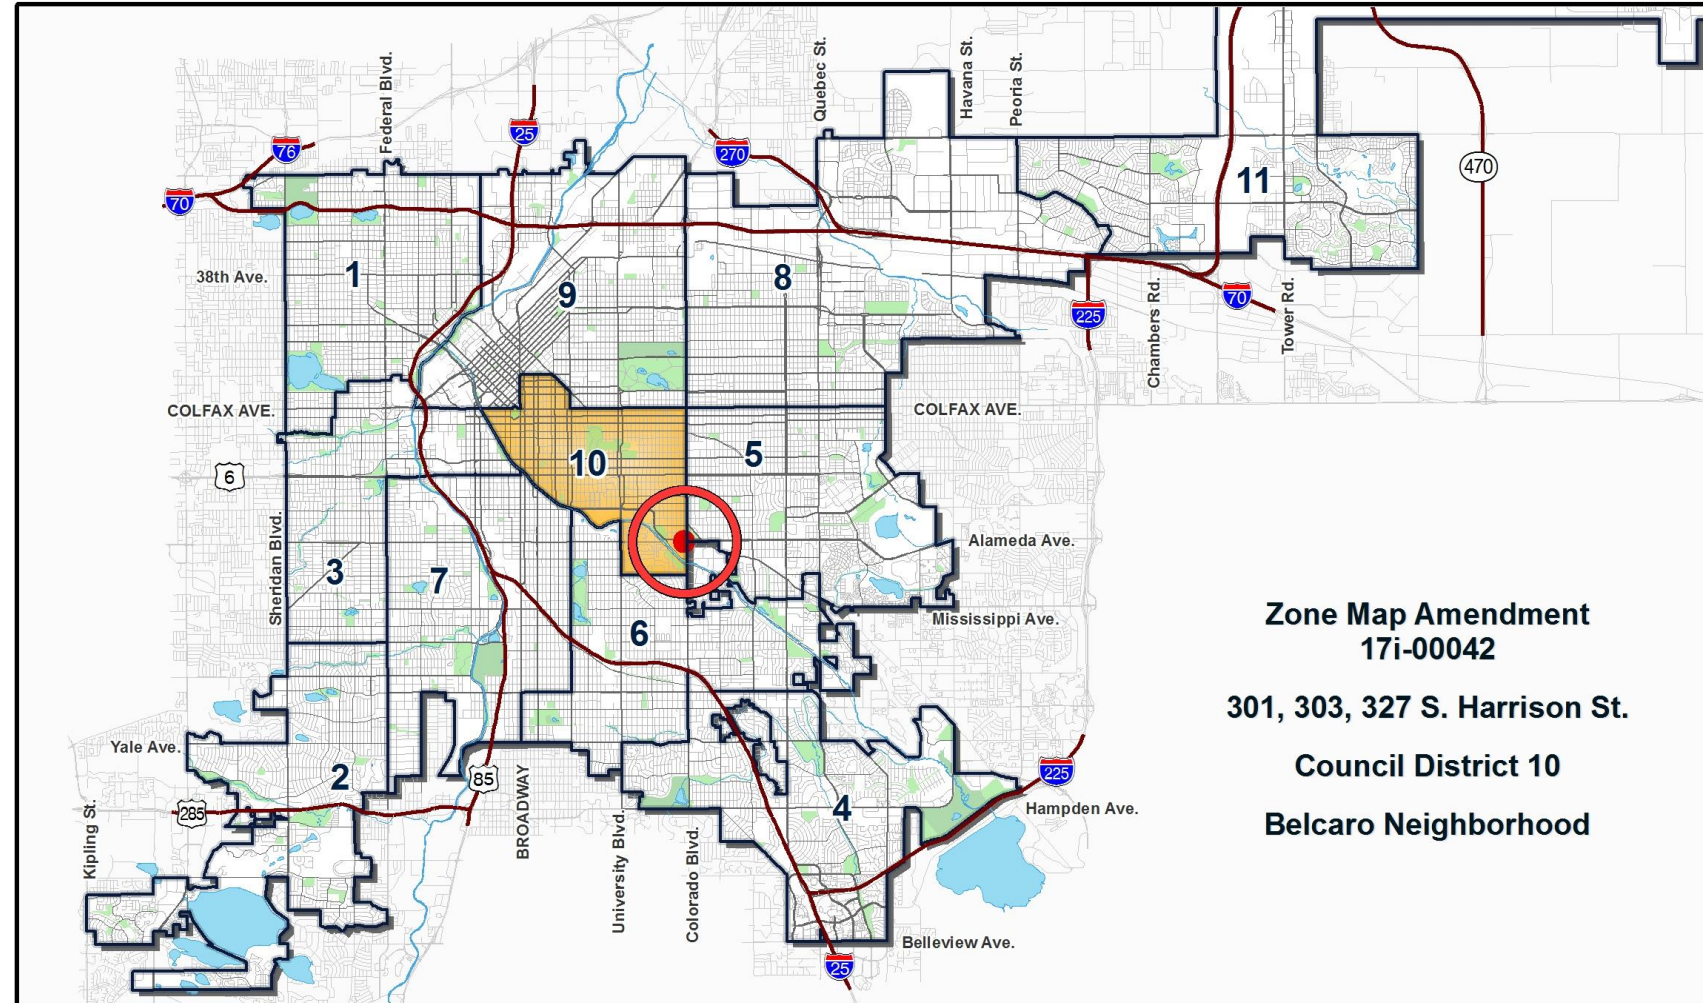 Federal Blvd.
Quebec St.
Havana St.
Peoria St.
25
76
270
470
70
11
38th Ave.
1
9
8
225
70
Chambers Rd.
Tower Rd.
COLFAX AVE.
COLFAX AVE.
10
5
6
Sheridan Blvd.
Alameda Ave.
3
7
Mississippi Ave.
6
Zone Map Amendment
17i-00042
301, 303, 327 S. Harrison St.
Council District 10
Belcaro Neighborhood
Yale Ave.
2
85
225
285
BROADWAY
4
Hampden Ave.
Kipling St.
University Blvd.
Colorado Blvd.
Belleview Ave.
25